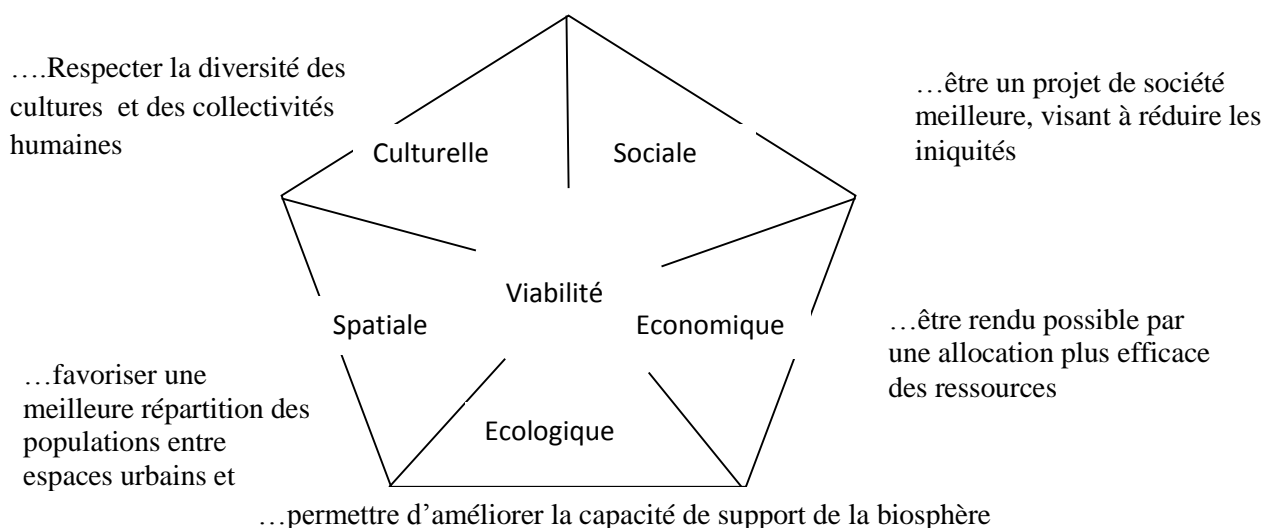 ….Respecter la diversité des
cultures et des collectivités
humaines
…être un projet de société
meilleure, visant à réduire les
iniquités
Culturelle
Sociale
Viabilité
Spatiale
Economique
…être rendu possible par
une allocation plus efficace
des ressources
…favoriser une
meilleure répartition des
populations entre
espaces urbains et
Ecologique
…permettre d’améliorer la capacité de support de la biosphère